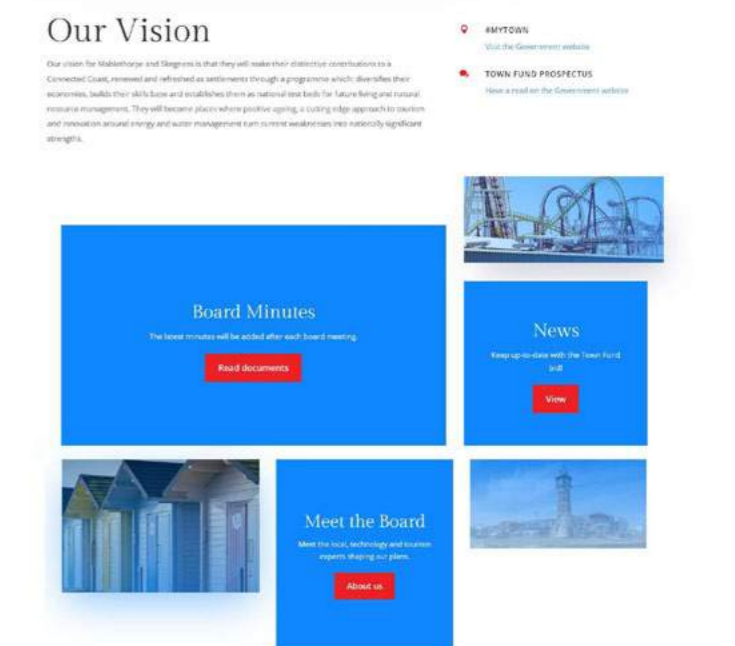 Our Vision
Our vision for Mablethorpe and Skegness is that they will make their distinctive contributions to a
Connected Coast, renewed and refreshed as settlements through a programme which: diversifies their
economies, builds their skills base and establishes them as national test beds for future living and natural
resource management. They will become places where positive ageing, a cutting edge approach to tourism
and innovation around energy and water management turn current weaknesses into nationally significant
strengths.
#MYTOWN
Visit the Government website
TOWN FUND PROSPECTUS
Have a read on the Government website
Board Minutes
The latest minutes will be added after each board meeting.
Read documents
News
Keep up-to-date with the Town Fund
bid!
View
Meet the Board
Meet the local, technology and tourism
experts shaping our plans.
About us